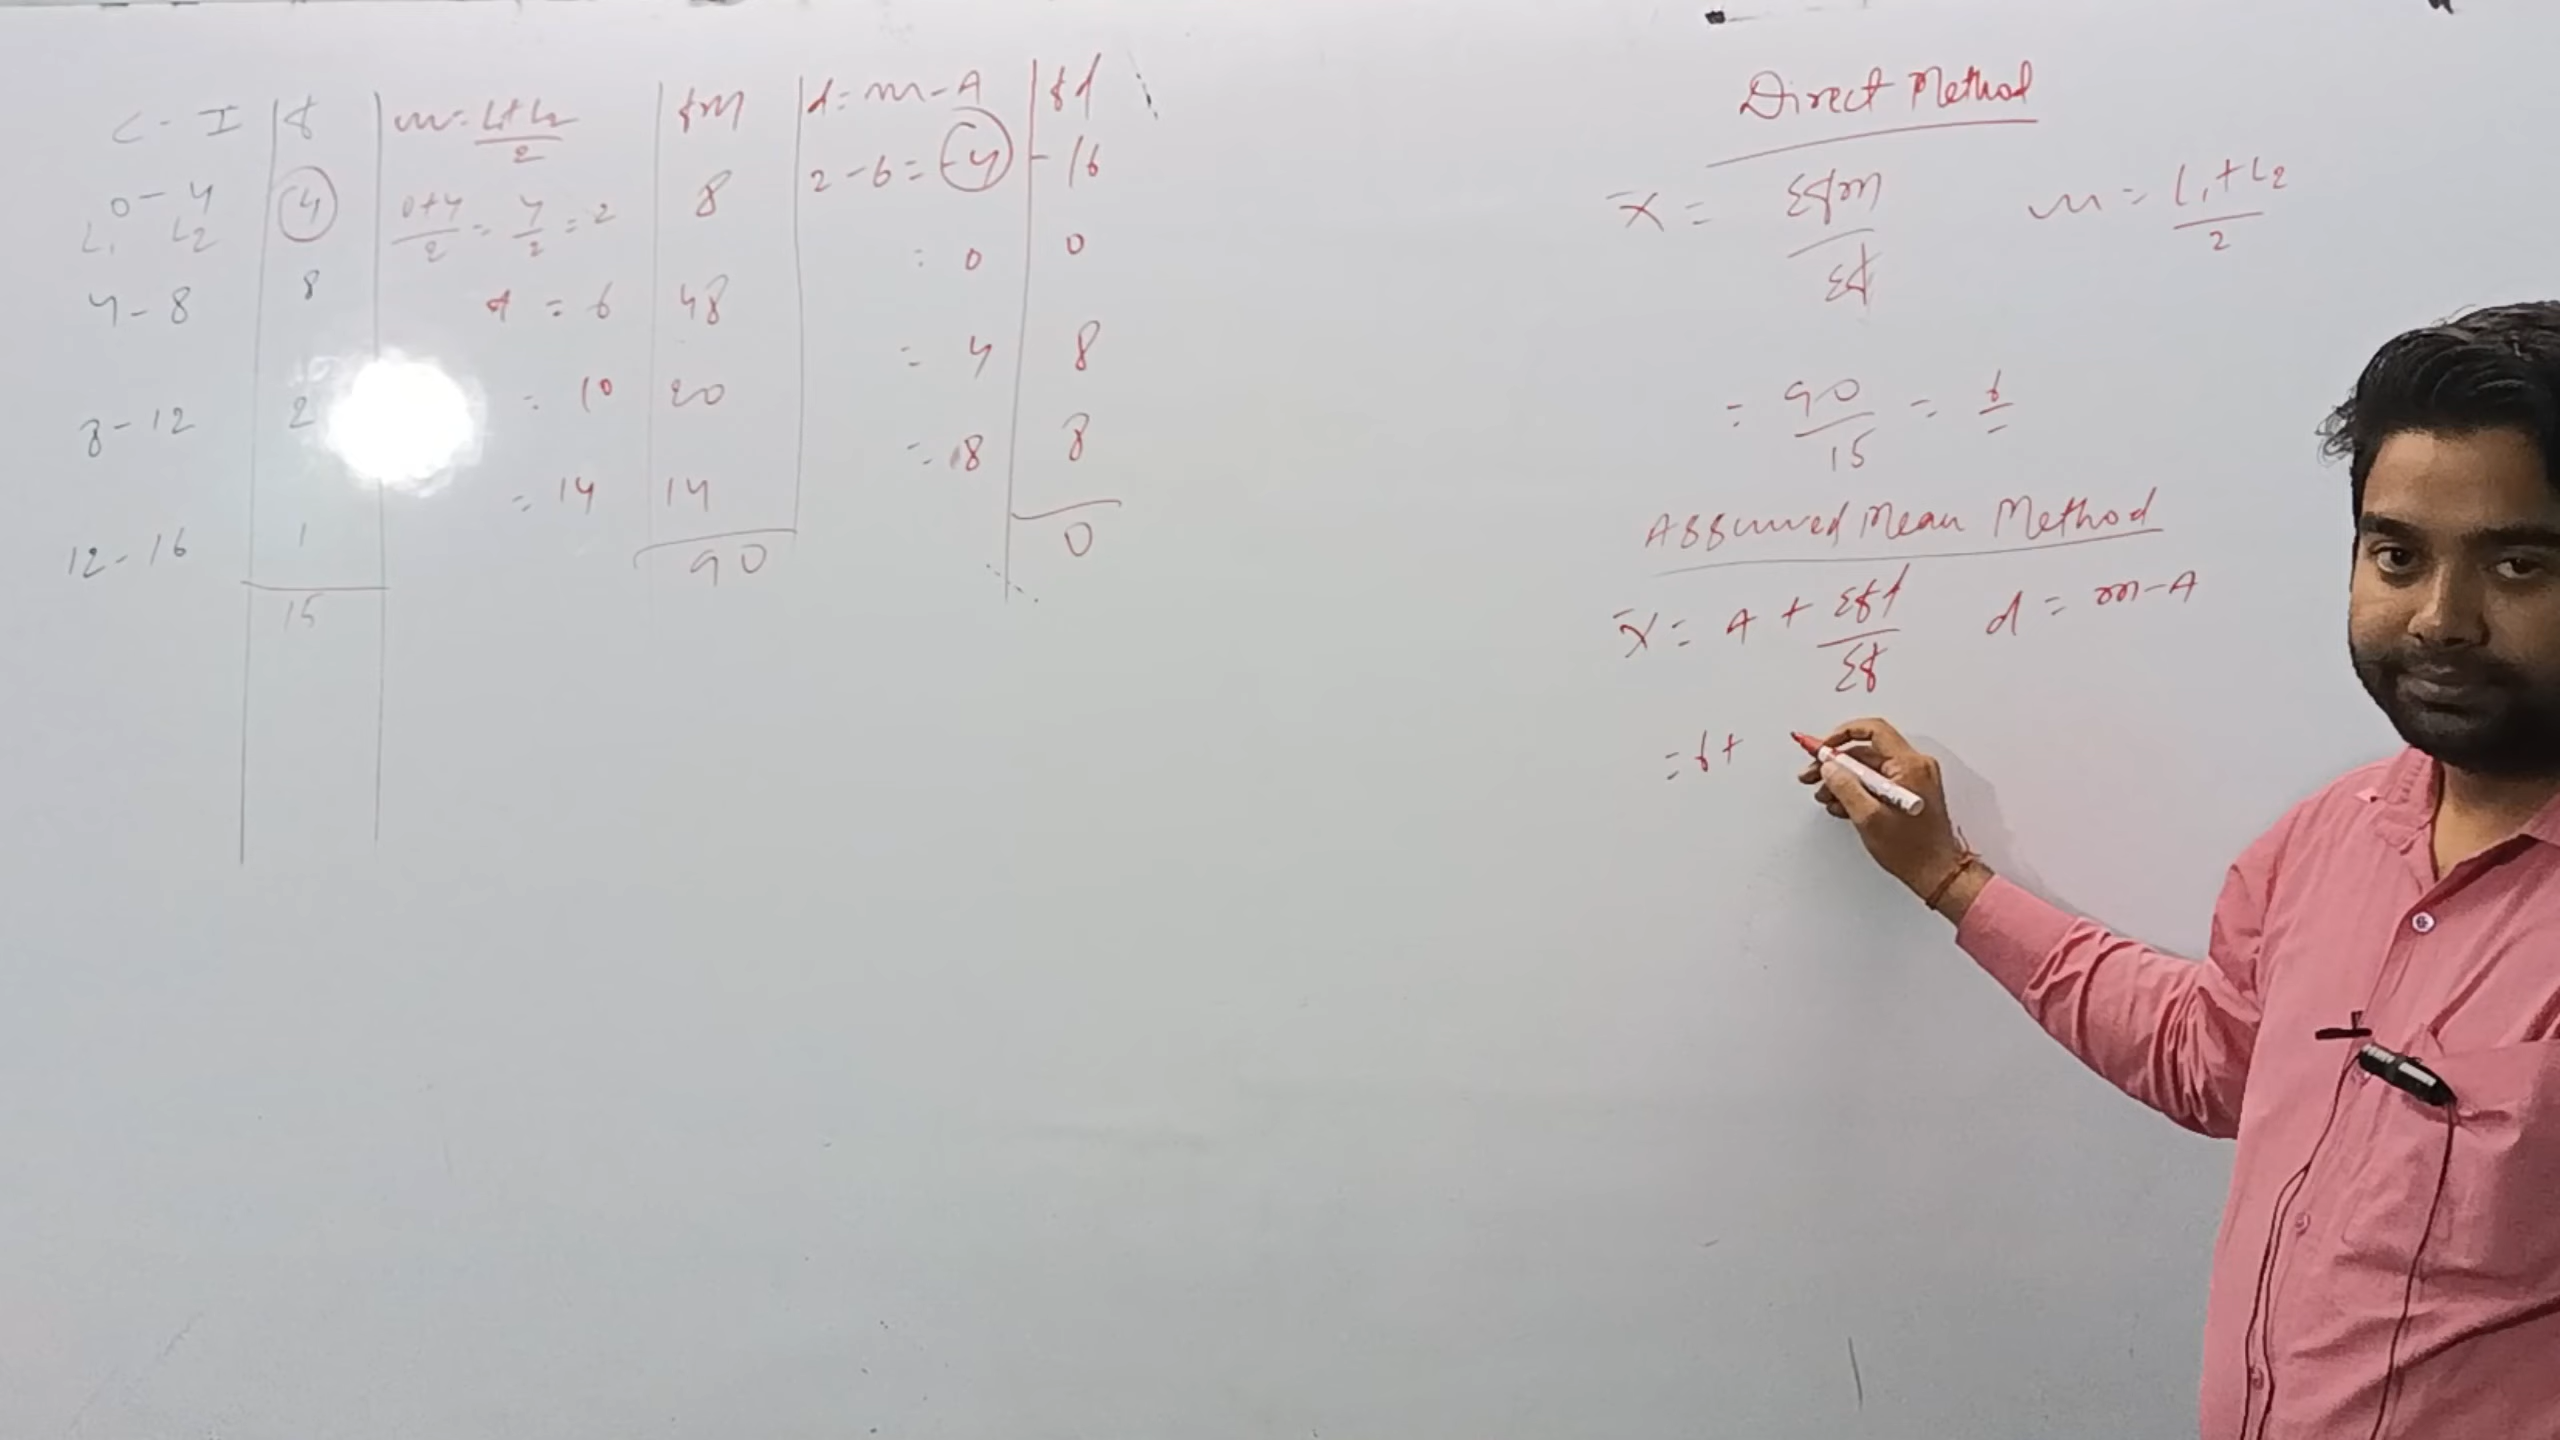 C - I | f | m = L1+L2/2 | fm | d = m-A | fd
0 - 4 | 4 | 0+4/2 = 4/2 = 2 | 8 | 2-6 = -4 | -16
L1 L2
4 - 8 | 8 | A = 6 | 48 | = 0 | 0
8 - 12 | 2 | = 10 | 20 | = 4 | 8
12 - 16 | 1 | = 14 | 14 | = 8 | 8
15 | 90 | 0
Direct Method
X̄ = Σfm/Σf m = L1+L2/2
= 90/15 = 6
Assumed Mean Method
X̄ = A + Σfd/Σf d = m-A
= 6+